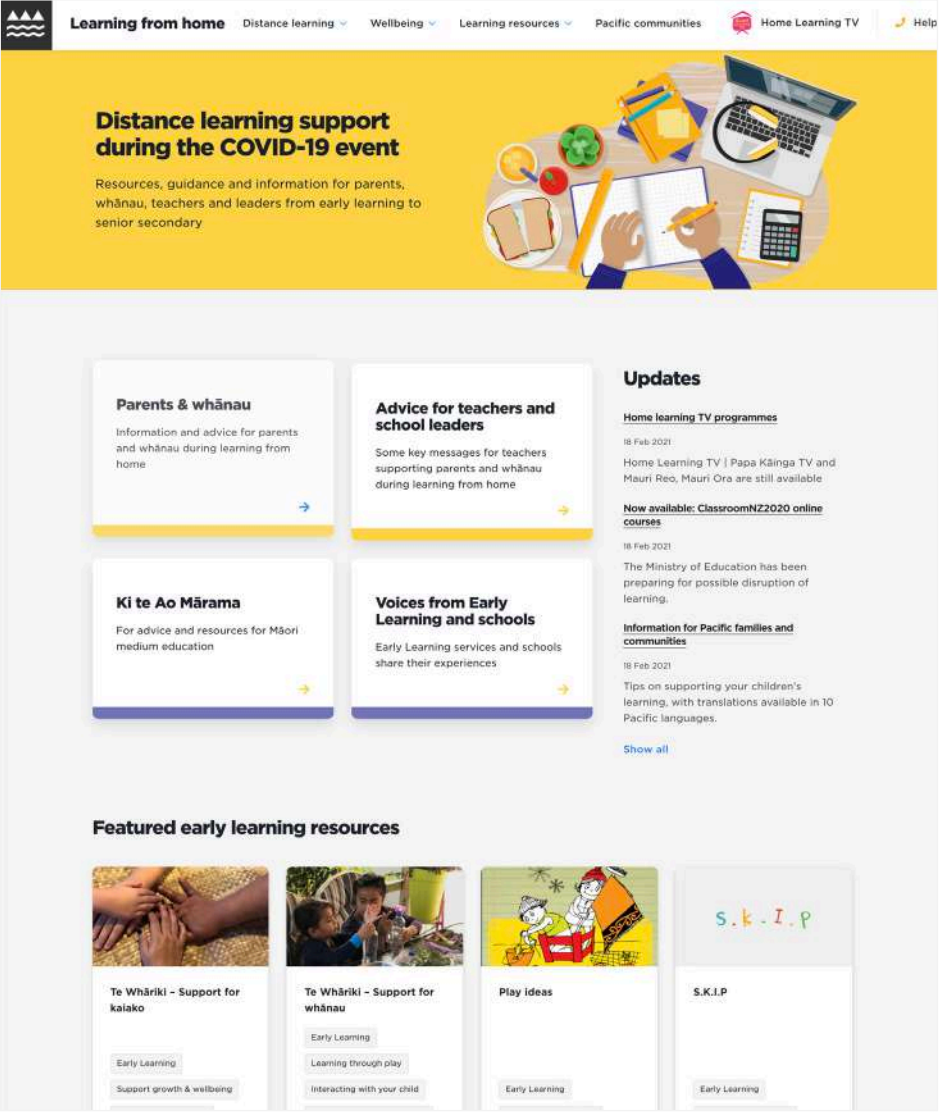 Learning from home
Distance learning
Wellbeing
Learning resources
Pacific communities
Home Learning TV
Help
Distance learning support
during the COVID-19 event
Resources, guidance and information for parents,
whānau, teachers and leaders from early learning to
senior secondary
Parents & whānau
Information and advice for parents
and whānau during learning from
home
Advice for teachers and
school leaders
Some key messages for teachers
supporting parents and whānau
during learning from home
Ki te Ao Mārama
For advice and resources for Māori
medium education
Voices from Early
Learning and schools
Early Learning services and schools
share their experiences
Updates
Home learning TV programmes
18 Feb 2021
Home Learning TV | Papa Kāinga TV and
Mauri Reo, Mauri Ora are still available
Now available: ClassroomNZ2020 online
courses
18 Feb 2021
The Ministry of Education has been
preparing for possible disruption of
learning.
Information for Pacific families and
communities
18 Feb 2021
Tips on supporting your children's
learning, with translations available in 10
Pacific languages.
Show all
Featured early learning resources
Te Whāriki – Support for
kaiako
Early Learning
Support growth & wellbeing
Te Whāriki – Support for
whānau
Early Learning
Learning through play
Interacting with your child
Play ideas
Early Learning
S.k.I.P
S.K.I.P
Early Learning